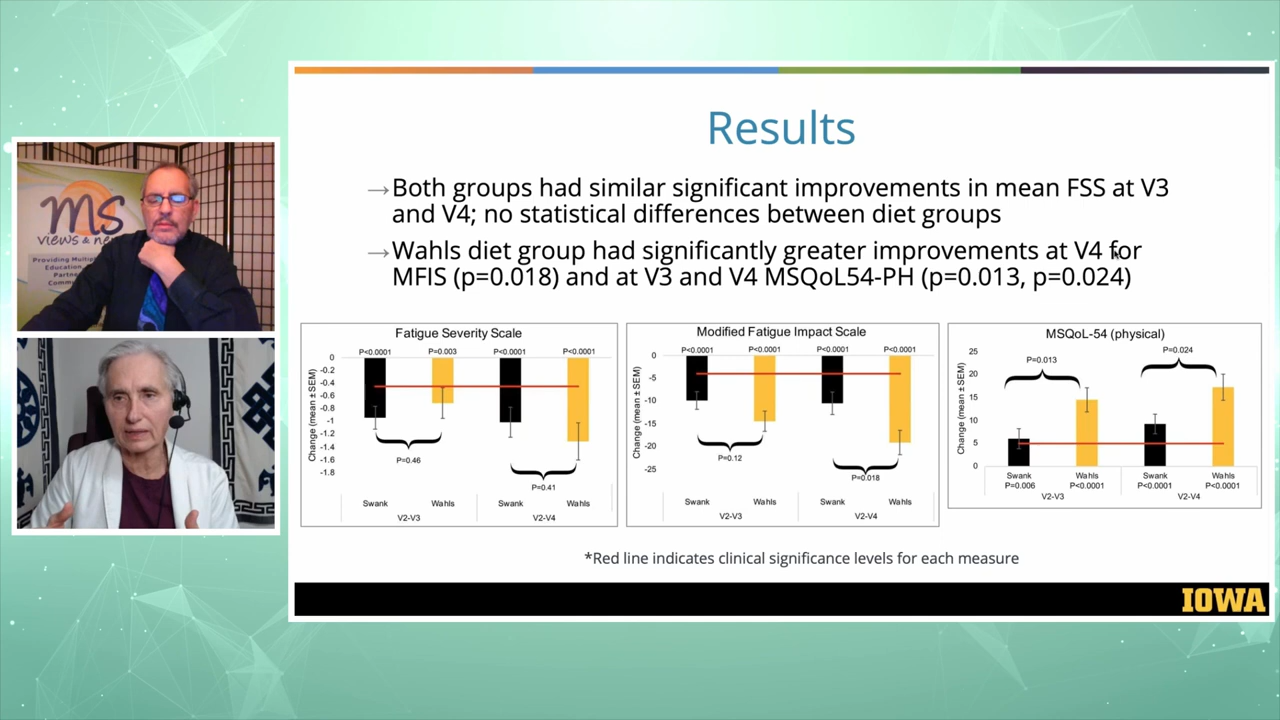 MS
VIEWS & NE
Providing Multip
Education,
Partne
Commu
Results
→Both groups had similar significant improvements in mean FSS at V3
and V4; no statistical differences between diet groups
→Wahls diet group had significantly greater improvements at V4 for
MFIS (p=0.018) and at V3 and V4 MSQoL54-PH (p=0.013, p=0.024)
Fatigue Severity Scale
P<0.0001 P=0.003 P<0.0001 P<0.0001
Change (mean ± SEM)
0
-0.2
-0.4
-0.6
-0.8
-1
-1.2
-1.4
-1.6
-1.8
P=0.46
P=0.41
Swank Wahls Swank Wahls
V2-V3 V2-V4
Modified Fatigue Impact Scale
P<0.0001 P<0.0001 P<0.0001 P<0.0001
Change (mean ± SEM)
0
-5
-10
-15
-20
-25
P=0.12
P=0.018
Swank Wahls Swank Wahls
V2-V3 V2-V4
MSQoL-54 (physical)
P=0.013 P=0.024
Change (mean ± SEM)
25
20
15
10
5
0
Swank Wahls Swank Wahls
P=0.006 P<0.0001 P<0.0001 P<0.0001
V2-V3 V2-V4
*Red line indicates clinical significance levels for each measure
IOWA